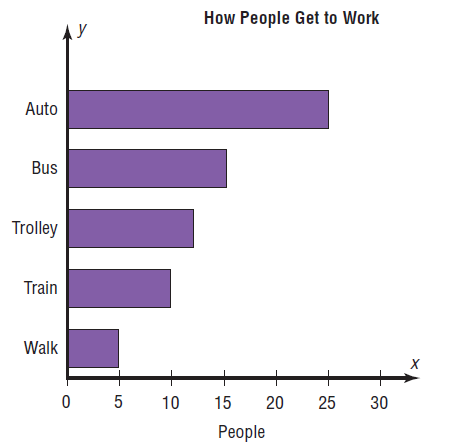 How People Get to Work
y
Auto
Bus
Trolley
Train
Walk
x
0 5 10 15 20 25 30
People